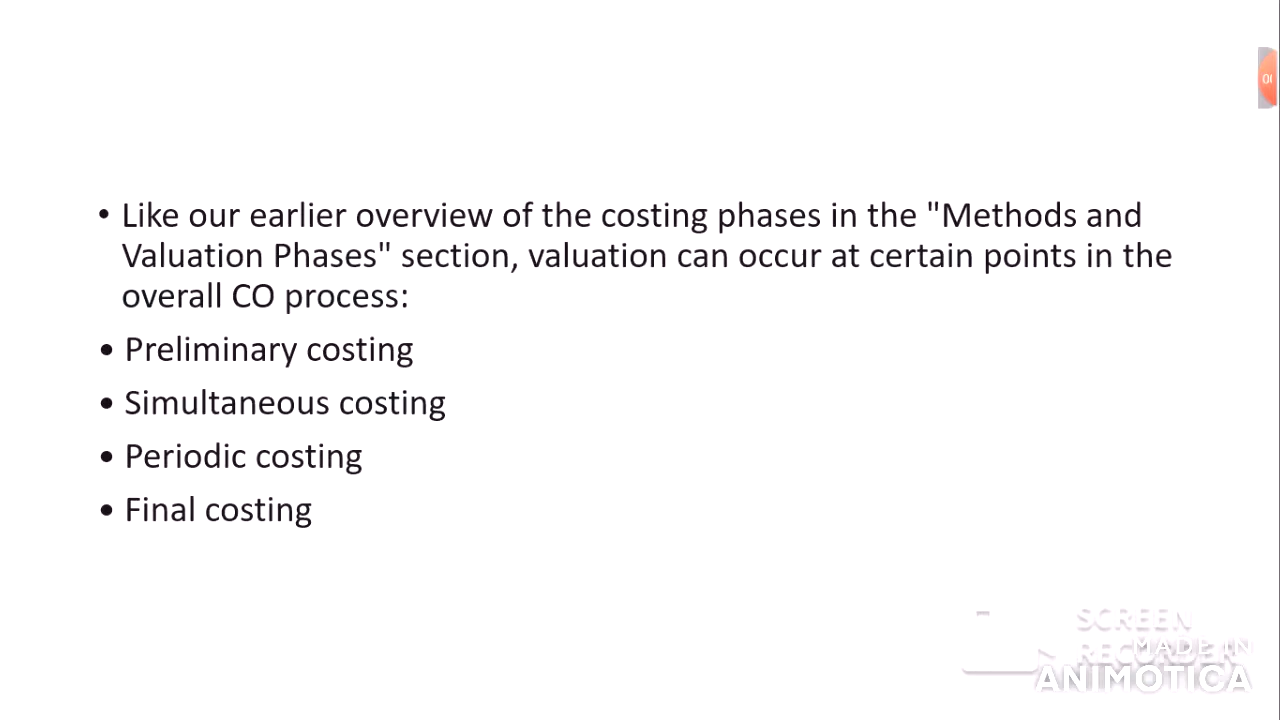 • Like our earlier overview of the costing phases in the "Methods and
Valuation Phases" section, valuation can occur at certain points in the
overall CO process:
• Preliminary costing
• Simultaneous costing
• Periodic costing
• Final costing
SCREEN
RECORDER
MADE IN
ANIMOTICA